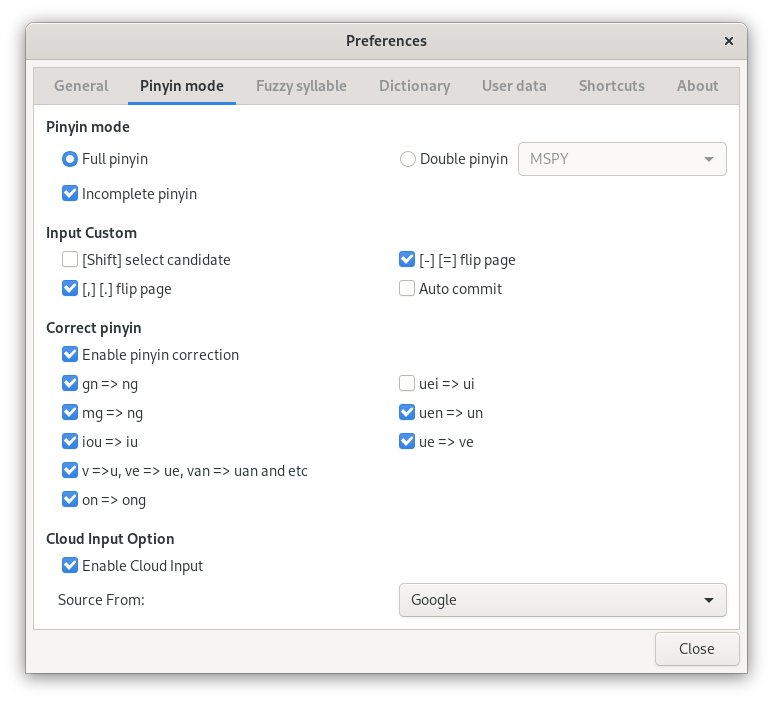 Preferences
General Pinyin mode Fuzzy syllable Dictionary User data Shortcuts About
Pinyin mode
Full pinyin Double pinyin MSPY
Incomplete pinyin
Input Custom
[Shift] select candidate [-] [=] flip page
[,] [.] flip page Auto commit
Correct pinyin
Enable pinyin correction
gn => ng uei => ui
mg => ng uen => un
iou => iu ue => ve
v =>u, ve => ue, van => uan and etc
on => ong
Cloud Input Option
Enable Cloud Input
Source From: Google
Close